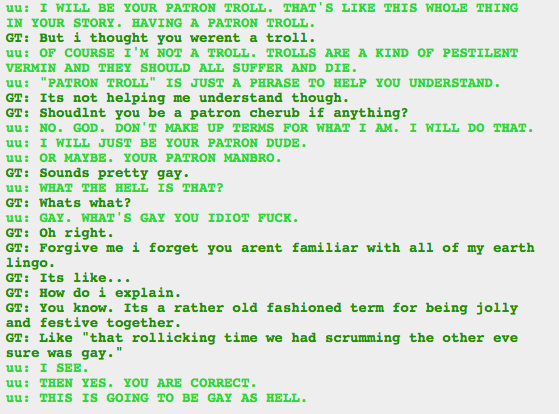 uu: I WILL BE YOUR PATRON TROLL. THAT'S LIKE THIS WHOLE THING
IN YOUR STORY. HAVING A PATRON TROLL.
GT: But i thought you werent a troll.
uu: OF COURSE I'M NOT A TROLL. TROLLS ARE A KIND OF PESTILENT
VERMIN AND THEY SHOULD ALL SUFFER AND DIE.
uu: "PATRON TROLL" IS JUST A PHRASE TO HELP YOU UNDERSTAND.
GT: Its not helping me understand though.
GT: Shoudlnt you be a patron cherub if anything?
uu: NO. GOD. DON'T MAKE UP TERMS FOR WHAT I AM. I WILL DO THAT.
uu: I WILL JUST BE YOUR PATRON DUDE.
uu: OR MAYBE. YOUR PATRON MANBRO.
GT: Sounds pretty gay.
uu: WHAT THE HELL IS THAT?
GT: Whats what?
uu: GAY. WHAT'S GAY YOU IDIOT FUCK.
GT: Oh right.
GT: Forgive me i forget you arent familiar with all of my earth
lingo.
GT: Its like...
GT: How do i explain.
GT: You know. Its a rather old fashioned term for being jolly
and festive together.
GT: Like "that rollicking time we had scrumming the other eve
sure was gay."
uu: I SEE.
uu: THEN YES. YOU ARE CORRECT.
uu: THIS IS GOING TO BE GAY AS HELL.